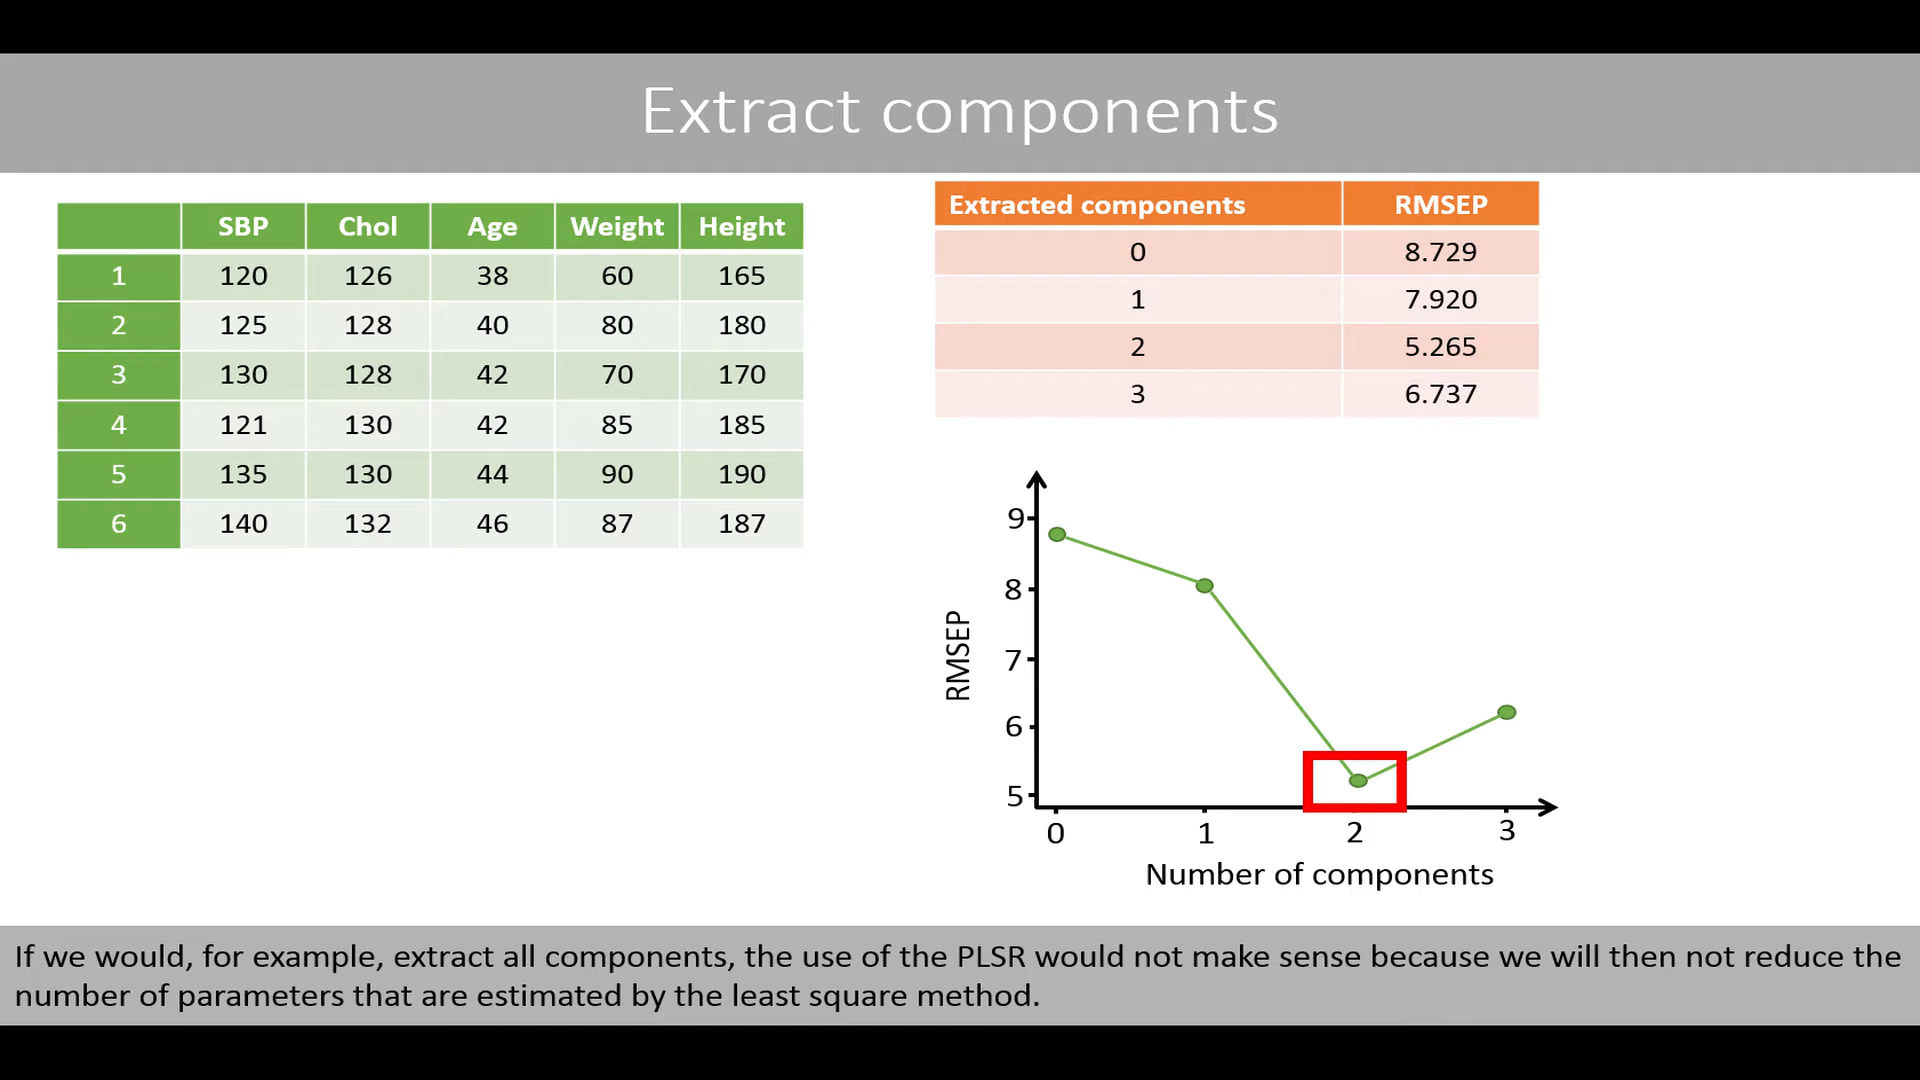 Extract components
SBP Chol Age Weight Height
1 120 126 38 60 165
2 125 128 40 80 180
3 130 128 42 70 170
4 121 130 42 85 185
5 135 130 44 90 190
6 140 132 46 87 187
Extracted components RMSEP
0 8.729
1 7.920
2 5.265
3 6.737
RMSEP
9
8
7
6
5
0 1 2 3
Number of components
If we would, for example, extract all components, the use of the PLSR would not make sense because we will then not reduce the
number of parameters that are estimated by the least square method.